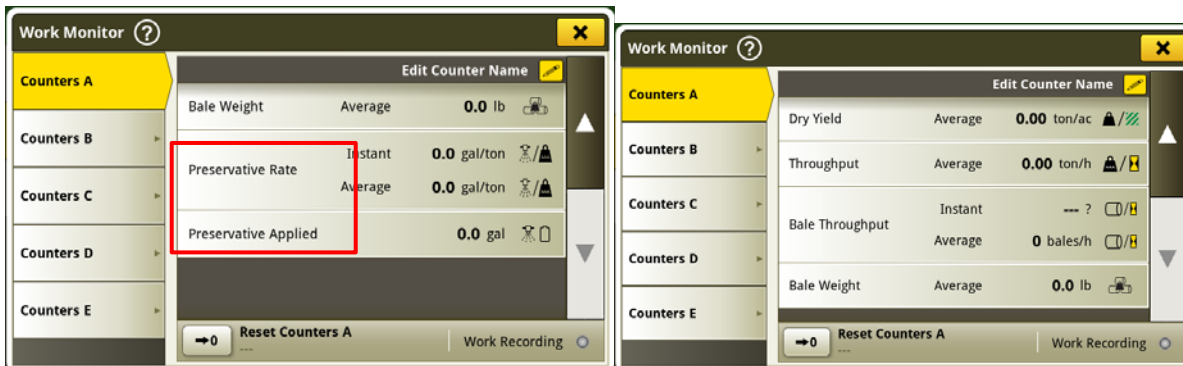 Work Monitor ?
Counters A
Counters B
Counters C
Counters D
Counters E
Edit Counter Name
Bale Weight Average 0.0 lb
Preservative Rate
Instant 0.0 gal/ton
Average 0.0 gal/ton
Preservative Applied 0.0 gal
→0 Reset Counters A
---
Work Recording
Work Monitor ?
Counters A
Counters B
Counters C
Counters D
Counters E
Edit Counter Name
Dry Yield Average 0.00 ton/ac
Throughput Average 0.00 ton/h
Bale Throughput
Instant --- ?
Average 0 bales/h
Bale Weight Average 0.0 lb
→0 Reset Counters A
---
Work Recording